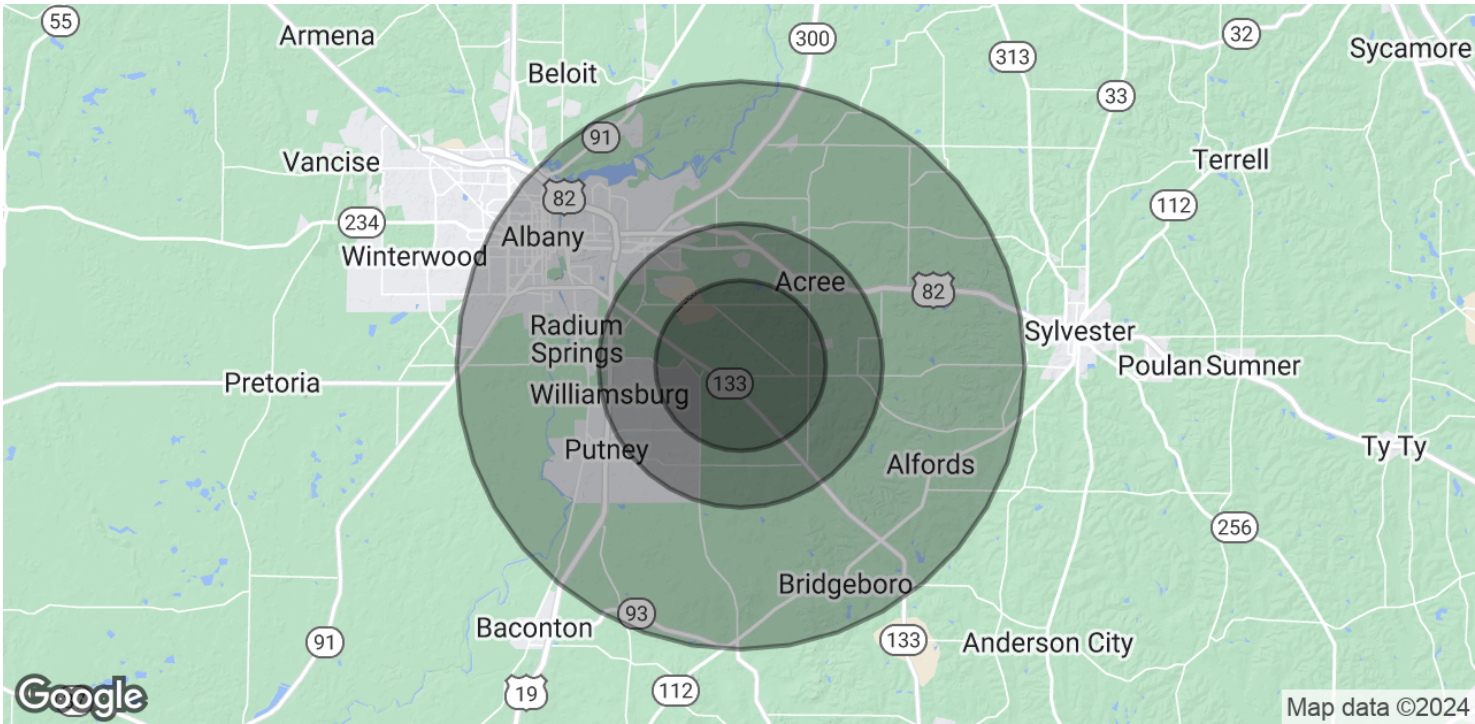 55
Armena
300
32
Sycamore
313
Beloit
33
91
Vancise
Terrell
82
112
234
Albany
Winterwood
Acree
82
Radium
Springs
Sylvester
Poulan
Sumner
Pretoria
133
Williamsburg
Putney
Ty Ty
Alfords
256
Bridgeboro
93
Baconton
91
133
Anderson City
19
112
Google
Map data ©2024